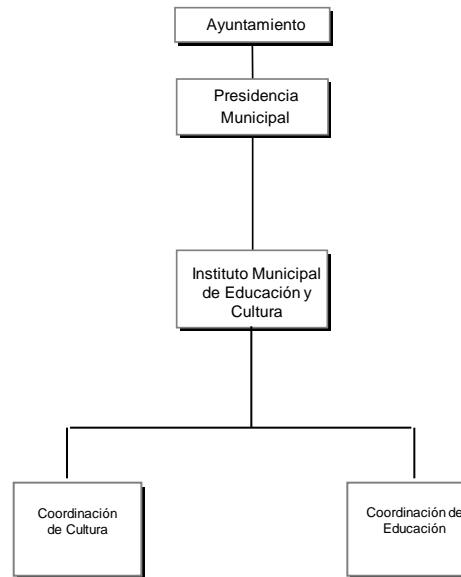 Ayuntamiento
Presidencia
Municipal
Instituto Municipal
de Educación y
Cultura
Coordinación
de Cultura
Coordinación de
Educación